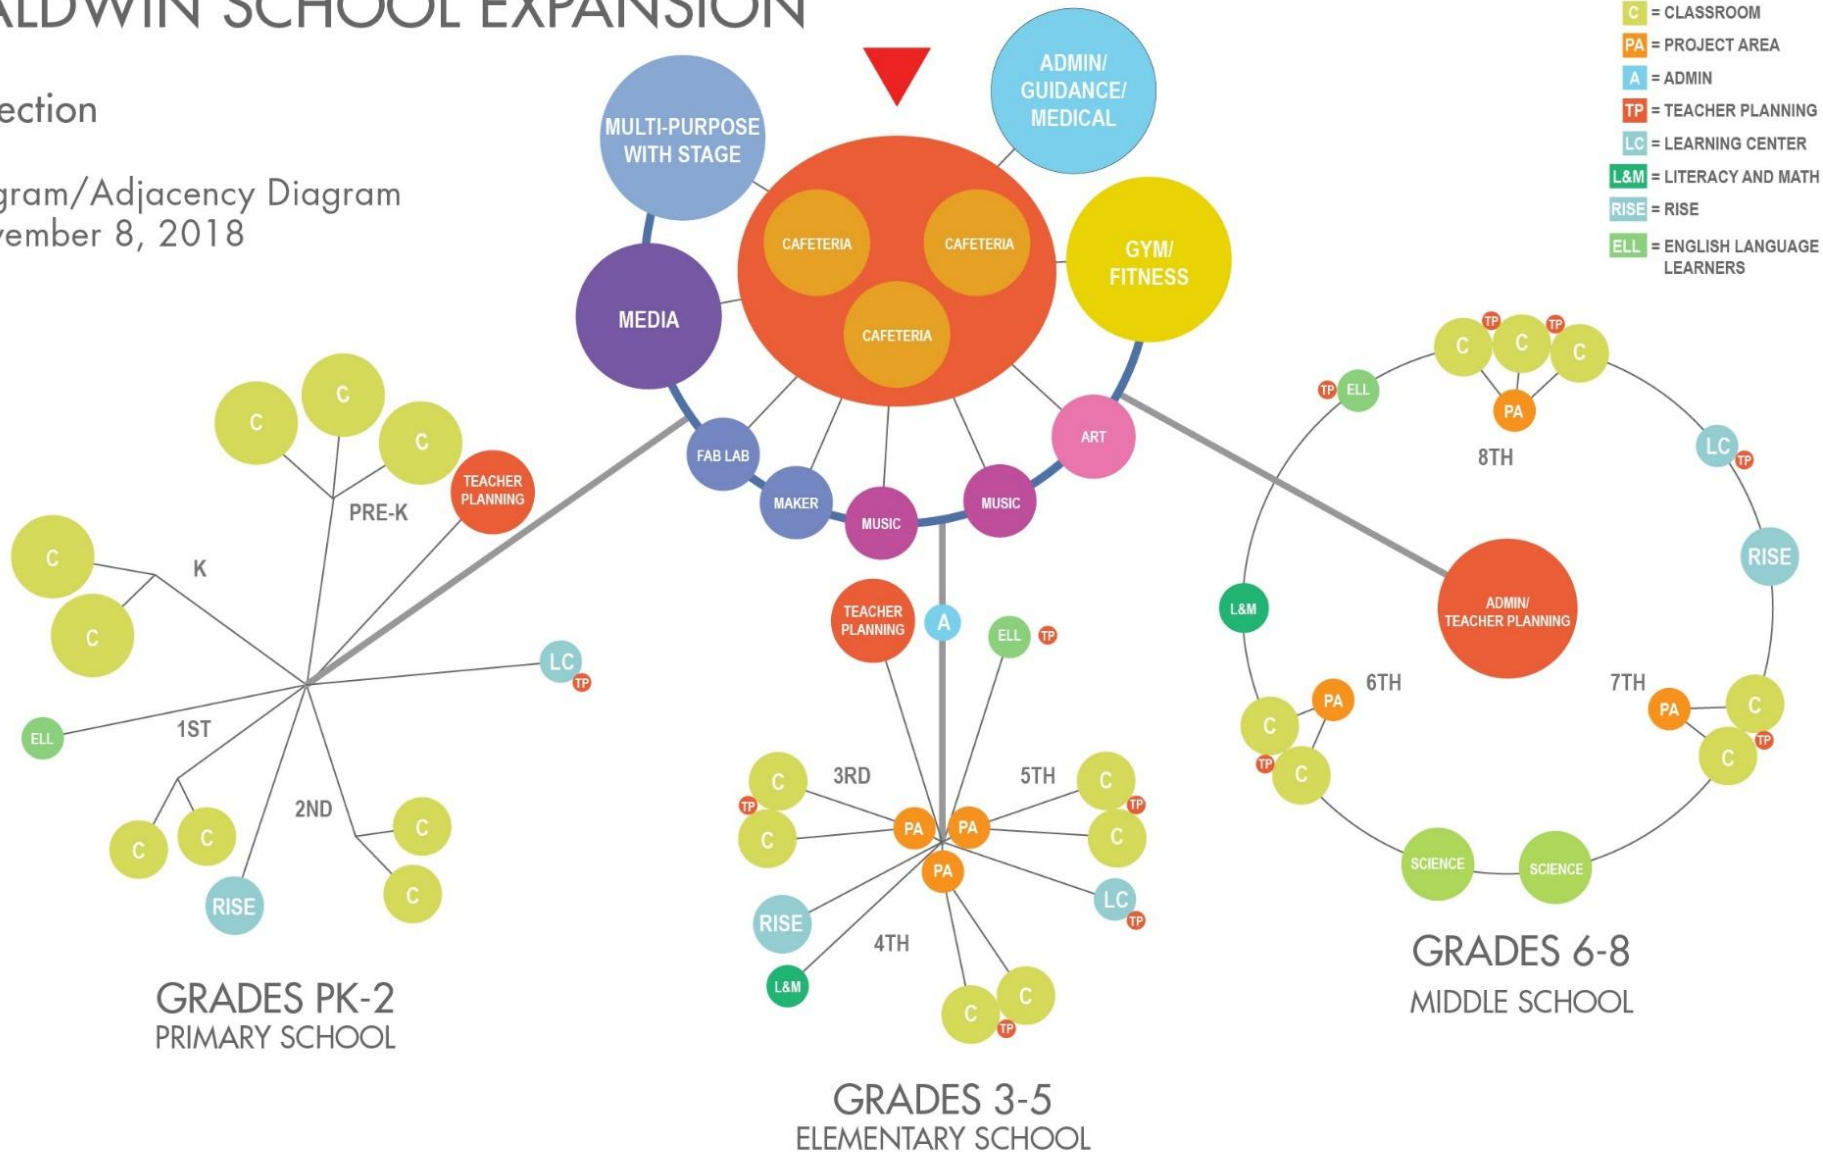 ALDWIN SCHOOL EXPANSION
ection
gram/Adjacency Diagram
vember 8, 2018
C = CLASSROOM
PA = PROJECT AREA
A = ADMIN
TP = TEACHER PLANNING
LC = LEARNING CENTER
L&M = LITERACY AND MATH
RISE = RISE
ELL = ENGLISH LANGUAGE
LEARNERS
MULTI-PURPOSE
WITH STAGE
ADMIN/
GUIDANCE/
MEDICAL
CAFETERIA
CAFETERIA
CAFETERIA
GYM/
FITNESS
MEDIA
FAB LAB
MAKER
MUSIC
MUSIC
ART
C
C
C
PRE-K
TEACHER
PLANNING
C
C
K
LC
TP
ELL
1ST
C
C
RISE
2ND
C
C
GRADES PK-2
PRIMARY SCHOOL
TEACHER
PLANNING
A
ELL
TP
3RD
C
TP
C
PA
PA
PA
5TH
C
TP
C
RISE
L&M
4TH
LC
TP
C
C
TP
GRADES 3-5
ELEMENTARY SCHOOL
C
TP
C
TP
C
PA
8TH
TP
ELL
LC
TP
RISE
L&M
ADMIN/
TEACHER PLANNING
6TH
PA
C
TP
C
7TH
PA
C
TP
C
SCIENCE
SCIENCE
GRADES 6-8
MIDDLE SCHOOL